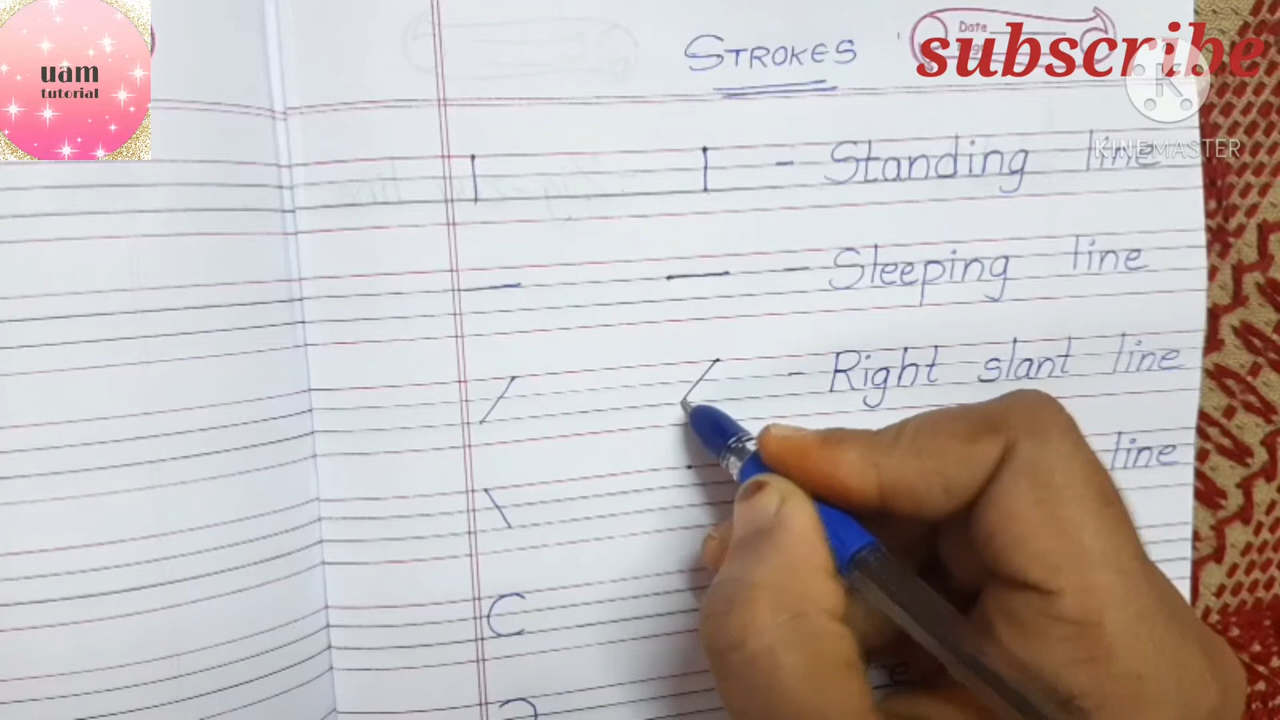 uam
tutorial
STROKES
Date
subscribe
KINEMASTER
| - Standing line
— - Sleeping line
/ - Right slant line
line